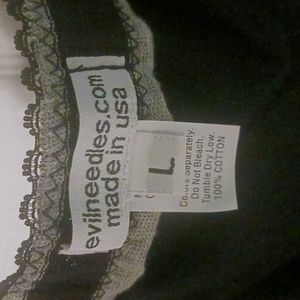 evilneedles.com
made in usa
L
Colors Separately.
Do Not Bleach.
Tumble Dry Low.
100% COTTON